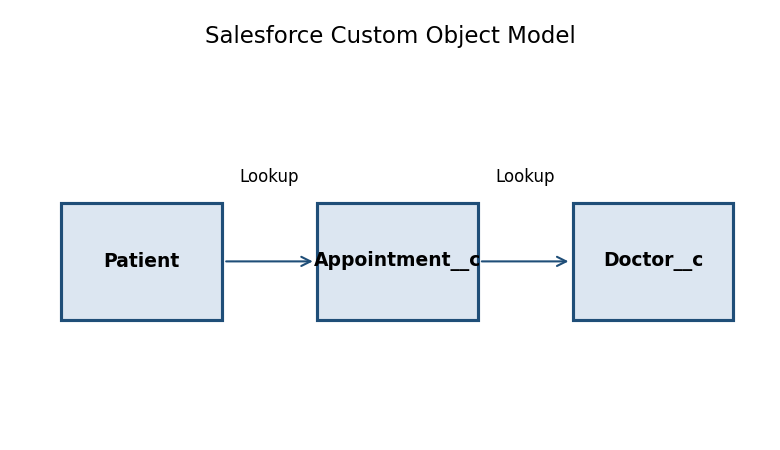 Salesforce Custom Object Model
Lookup
Lookup
Patient
Appointment__c
Doctor__c